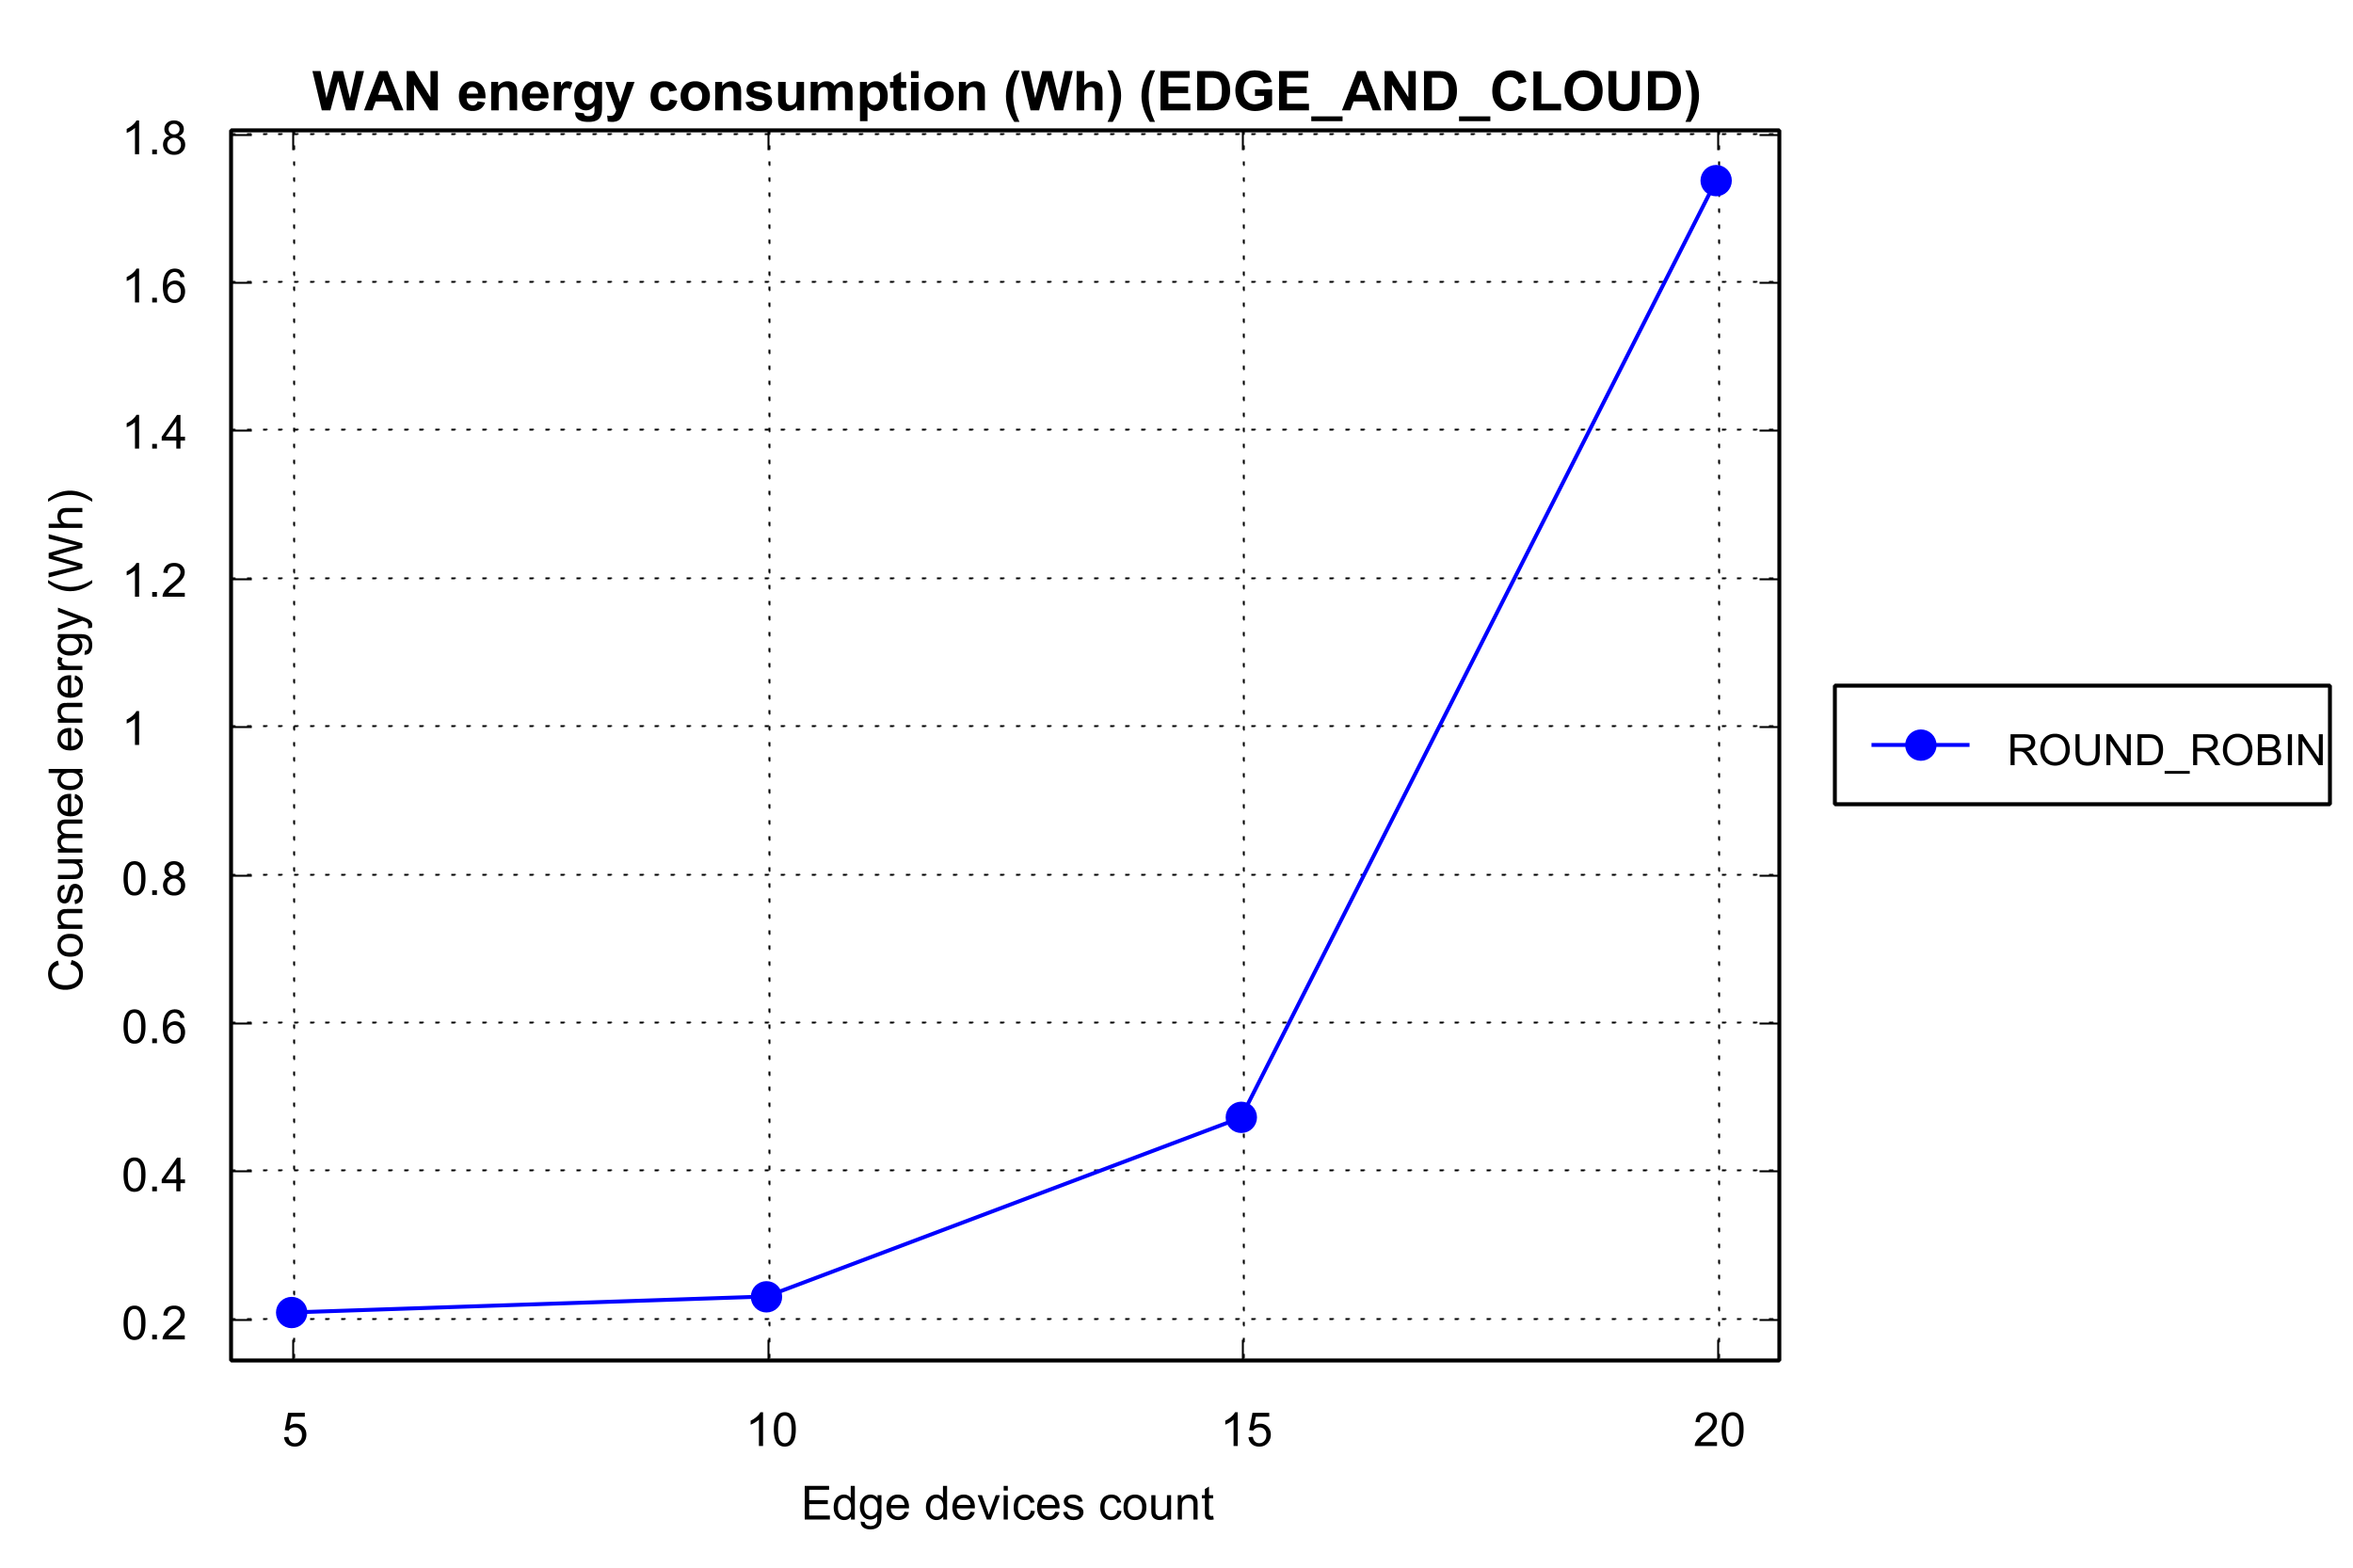 WAN energy consumption (Wh) (EDGE_AND_CLOUD)
1.8
1.6
1.4
1.2
1
0.8
0.6
0.4
0.2
Consumed energy (Wh)
5 10 15 20
Edge devices count
ROUND_ROBIN